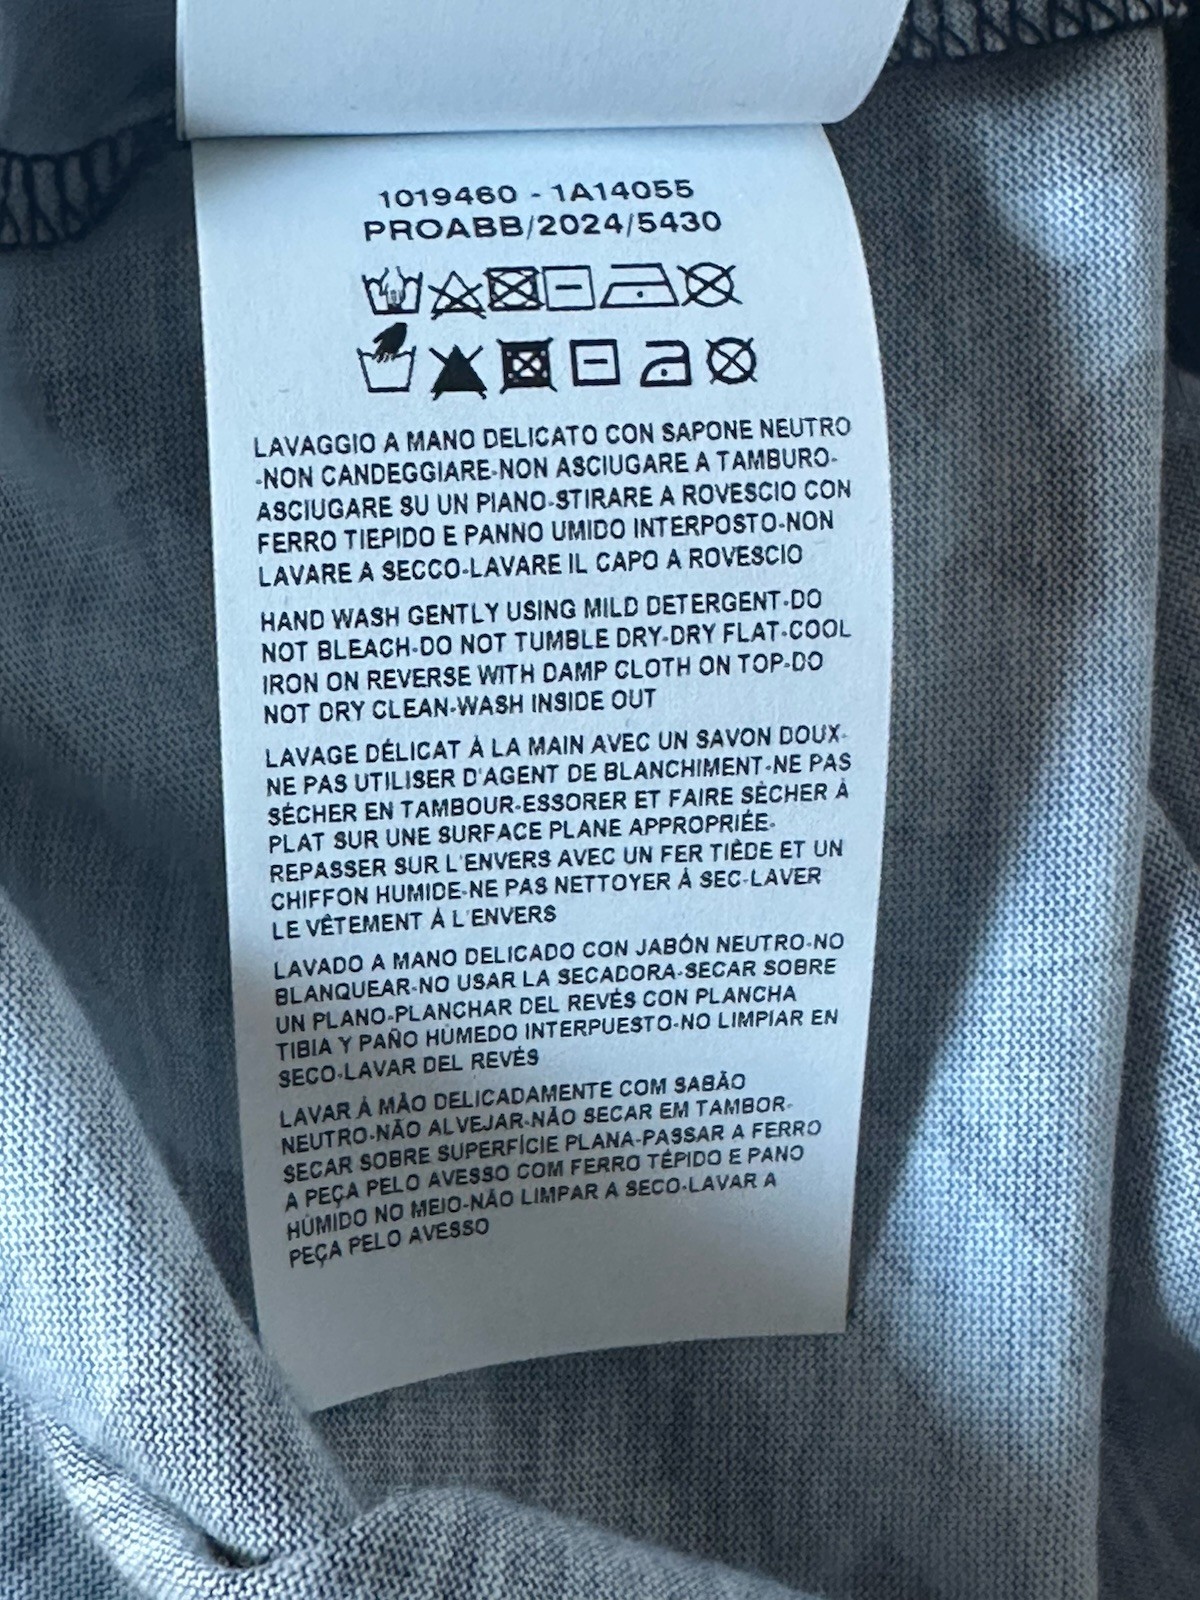 1019460 - 1A14055
PROABB/2024/5430
LAVAGGIO A MANO DELICATO CON SAPONE NEUTRO
-NON CANDEGGIARE-NON ASCIUGARE A TAMBURO-
ASCIUGARE SU UN PIANO-STIRARE A ROVESCIO CON
FERRO TIEPIDO E PANNO UMIDO INTERPOSTO-NON
LAVARE A SECCO-LAVARE IL CAPO A ROVESCIO
HAND WASH GENTLY USING MILD DETERGENT-DO
NOT BLEACH-DO NOT TUMBLE DRY-DRY FLAT-COOL
IRON ON REVERSE WITH DAMP CLOTH ON TOP-DO
NOT DRY CLEAN-WASH INSIDE OUT
LAVAGE DÉLICAT À LA MAIN AVEC UN SAVON DOUX-
NE PAS UTILISER D'AGENT DE BLANCHIMENT-NE PAS
SÉCHER EN TAMBOUR-ESSORER ET FAIRE SÉCHER À
PLAT SUR UNE SURFACE PLANE APPROPRIÉE-
REPASSER SUR L'ENVERS AVEC UN FER TIÈDE ET UN
CHIFFON HUMIDE-NE PAS NETTOYER À SEC-LAVER
LE VÊTEMENT À L'ENVERS
LAVADO A MANO DELICADO CON JABÓN NEUTRO-NO
BLANQUEAR-NO USAR LA SECADORA-SECAR SOBRE
UN PLANO-PLANCHAR DEL REVÉS CON PLANCHA
TIBIA Y PAÑO HÚMEDO INTERPUESTO-NO LIMPIAR EN
SECO-LAVAR DEL REVÉS
LAVAR À MÃO DELICADAMENTE COM SABÃO
NEUTRO-NÃO ALVEJAR-NÃO SECAR EM TAMBOR-
SECAR SOBRE SUPERFÍCIE PLANA-PASSAR A FERRO
A PEÇA PELO AVESSO COM FERRO TÉPIDO E PANO
HÚMIDO NO MEIO-NÃO LIMPAR A SECO-LAVAR A
PEÇA PELO AVESSO